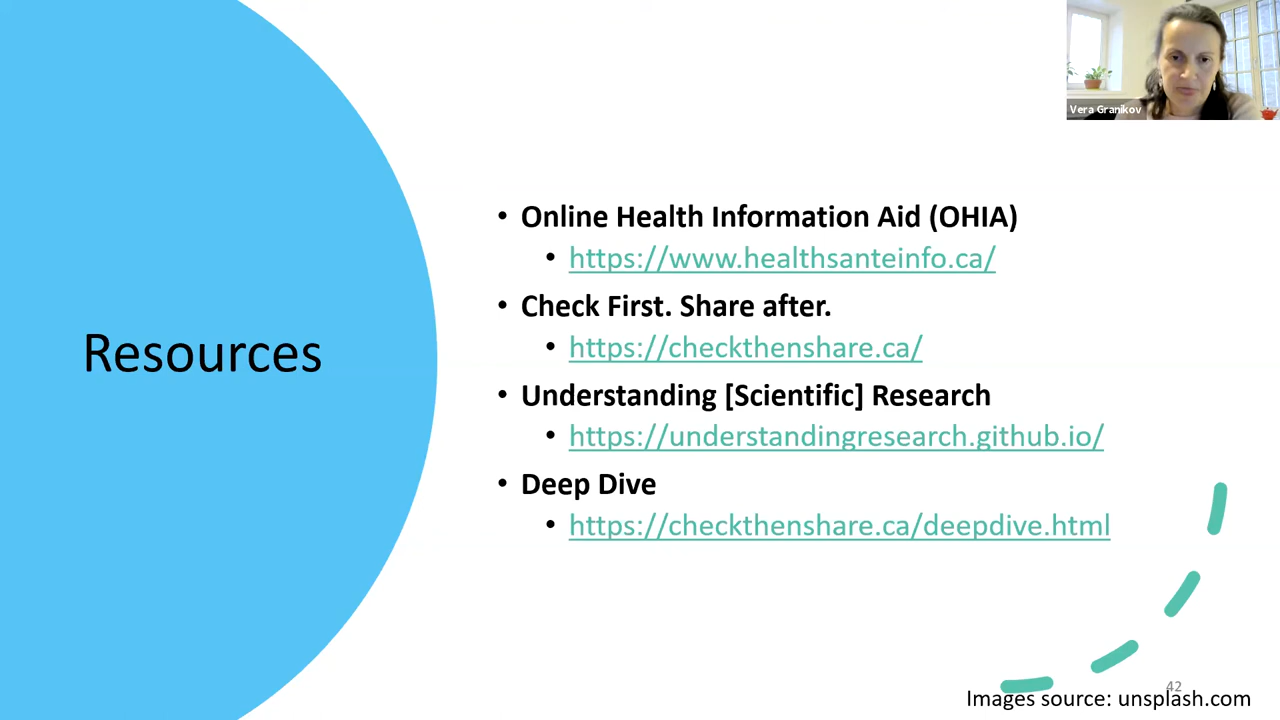 Vera Granikov
Resources
• Online Health Information Aid (OHIA)
• https://www.healthsanteinfo.ca/
• Check First. Share after.
• https://checkthenshare.ca/
• Understanding [Scientific] Research
• https://understandingresearch.github.io/
• Deep Dive
• https://checkthenshare.ca/deepdive.html
42
Images source: unsplash.com